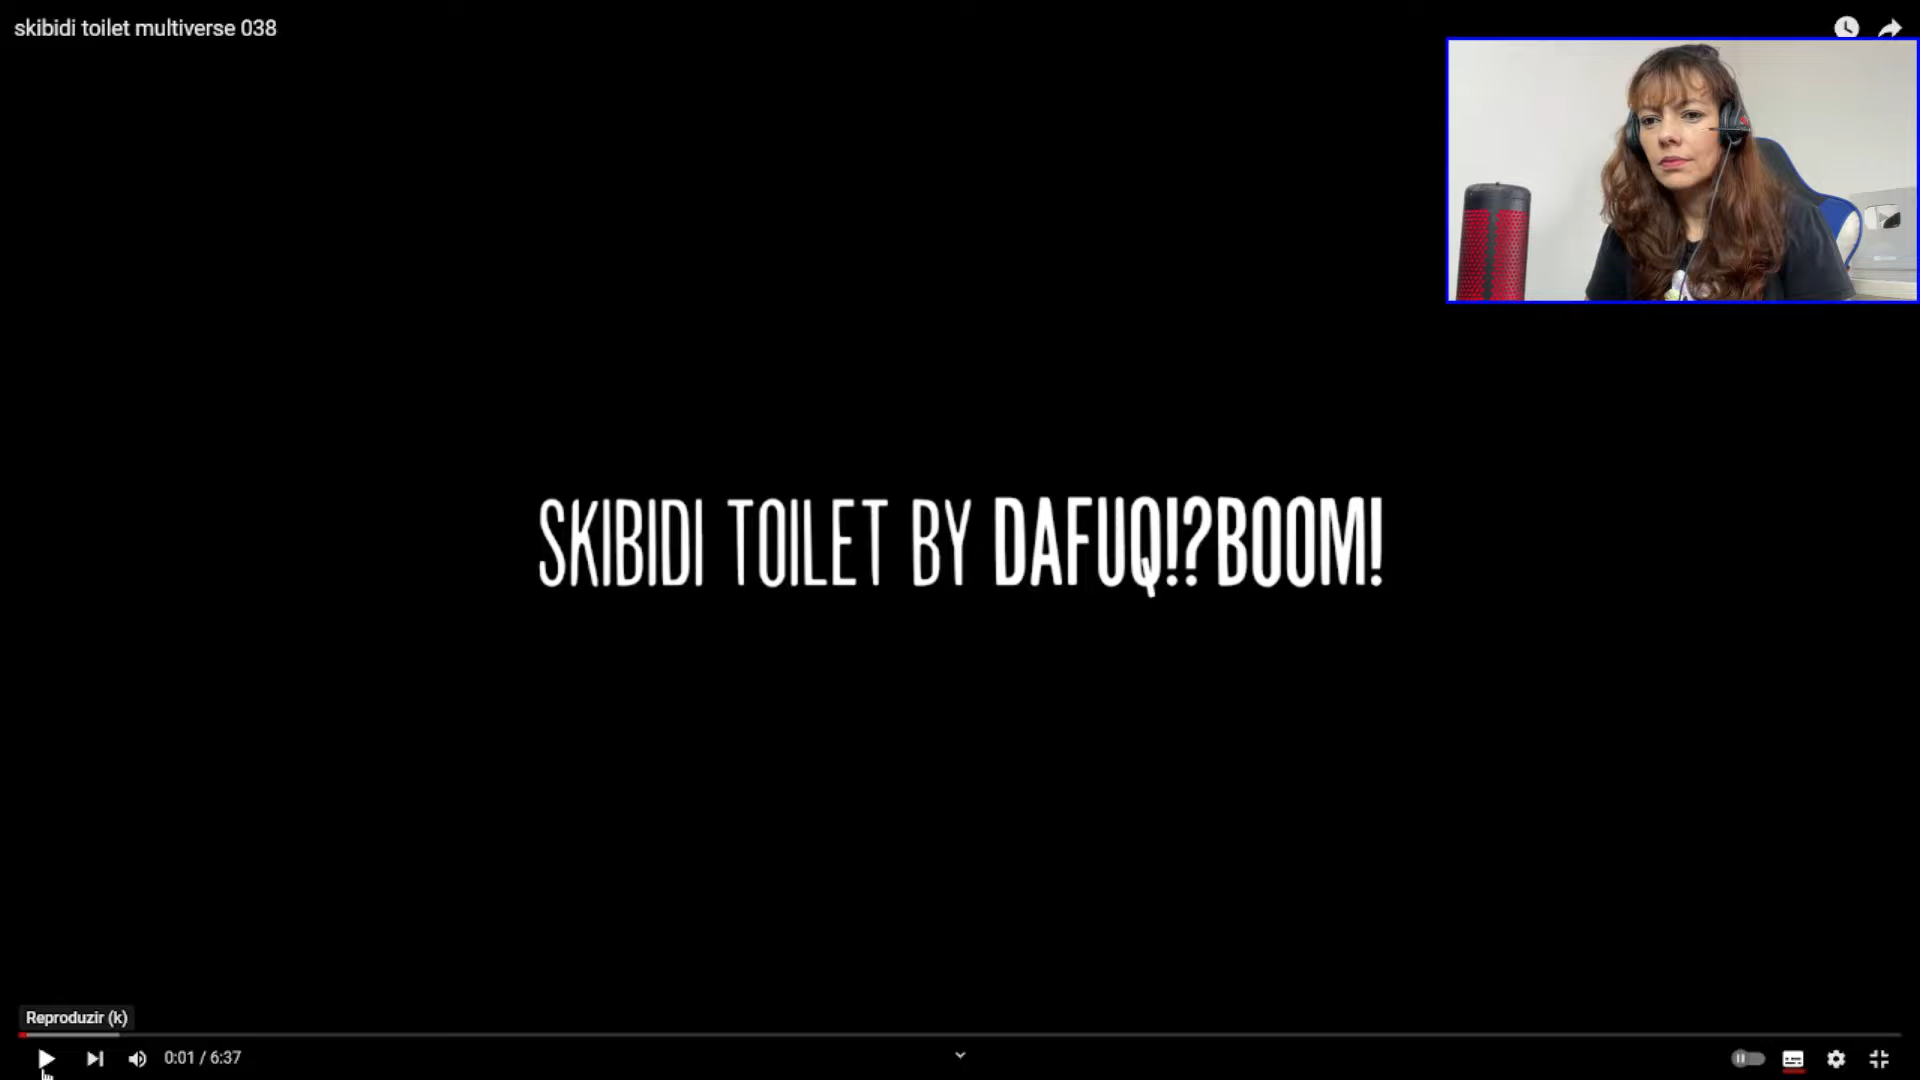 skibidi toilet multiverse 038
SKIBIDI TOILET BY DAFUQ!?BOOM!
Reproduzir (k)
0:01 / 6:37